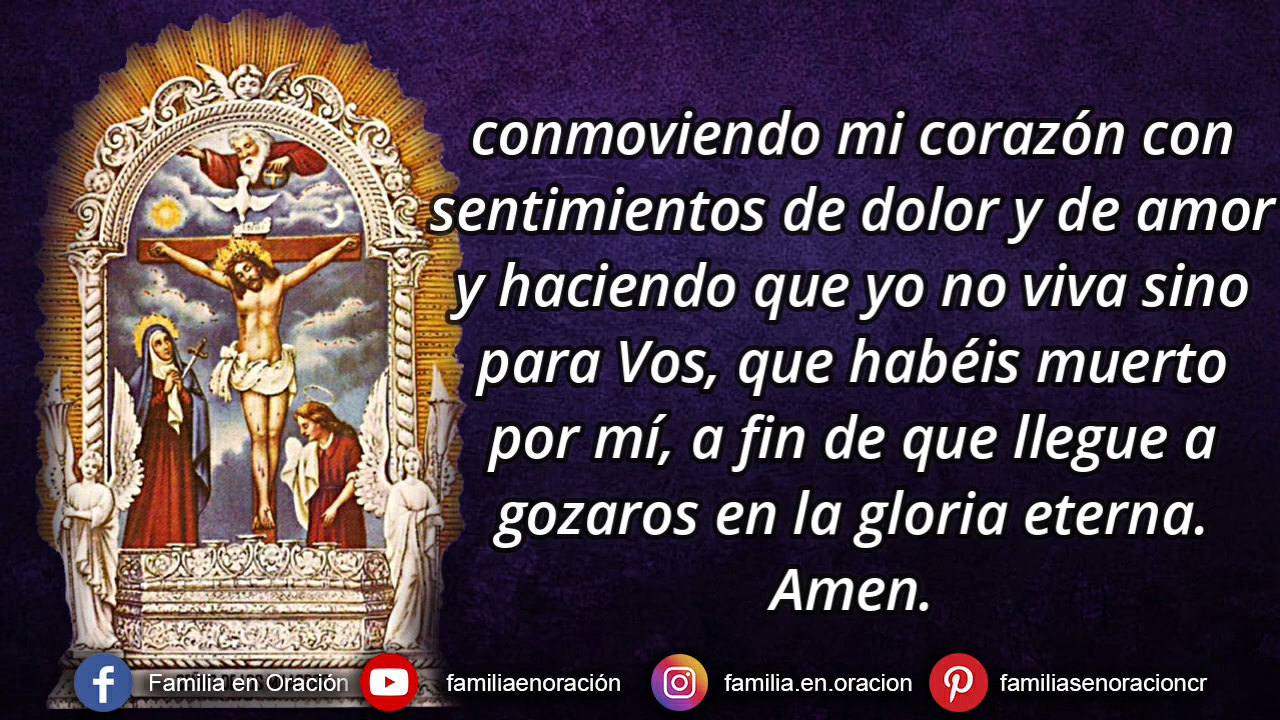 conmoviendo mi corazón con
sentimientos de dolor y de amor
y haciendo que yo no viva sino
para Vos, que habéis muerto
por mí, a fin de que llegue a
gozaros en la gloria eterna.
Amen.
Familia en Oración
familiaenoración
familia.en.oracion
familiasenoracioncr